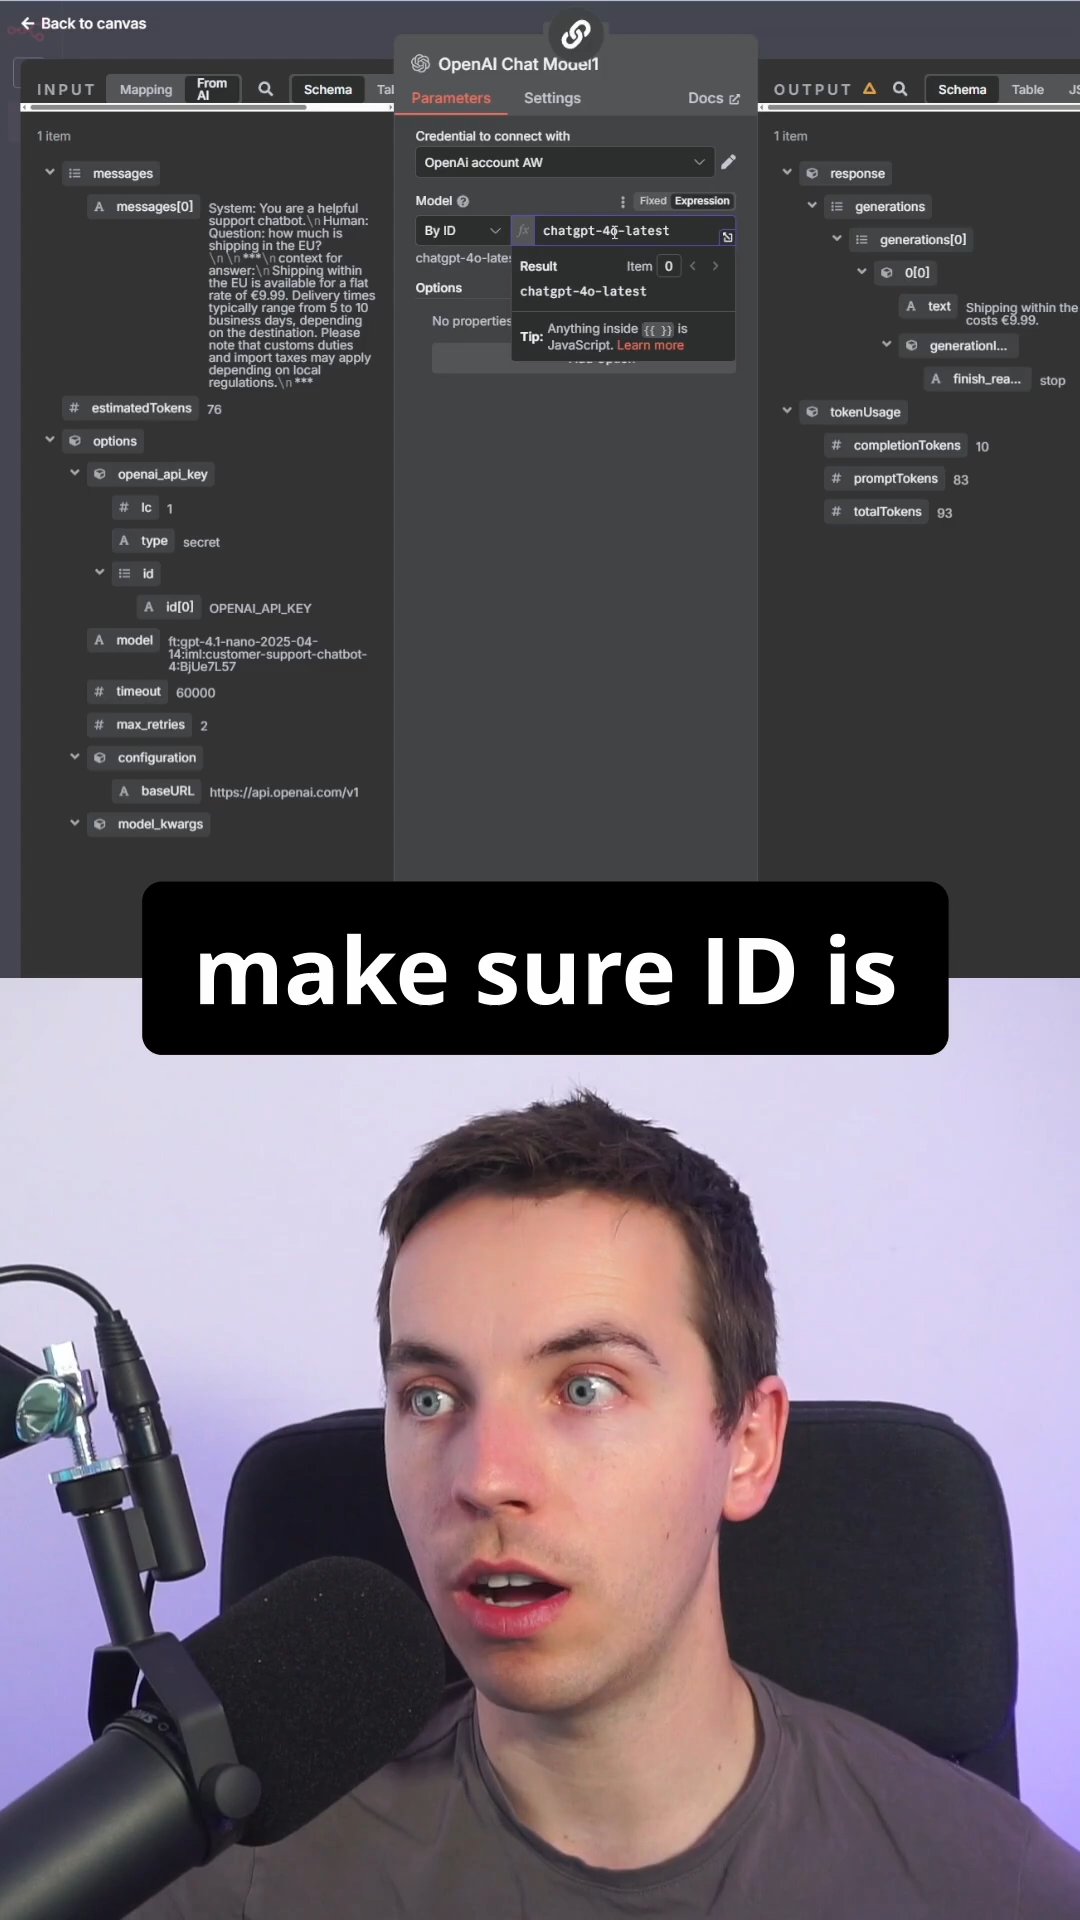 Back to canvas
INPUT
Mapping
From
AI
Schema
Tal
1 item
messages
messages[0]
System: You are a helpful
support chatbot.\n Human:
Question: how much is
shipping in the EU?
\n \n *** \n context for
answer:\n Shipping within
the EU is available for a flat
rate of €9.99. Delivery times
typically range from 5 to 10
business days, depending
on the destination. Please
note that customs duties
and import taxes may apply
depending on local
regulations.\n ***
# estimatedTokens 76
options
openai_api_key
# lc 1
A type secret
id
A id[0] OPENAI_API_KEY
A model ft:gpt-4.1-nano-2025-04-
14:iml:customer-support-chatbot-
4:BjUe7L57
# timeout 60000
# max_retries 2
configuration
A baseURL https://api.openai.com/v1
model_kwargs
OpenAI Chat Model1
Parameters
Settings
Docs
Credential to connect with
OpenAi account AW
Model
Fixed
Expression
By ID
fx
chatgpt-4o-latest
chatgpt-4o-lates
Result
Item 0
chatgpt-4o-latest
Tip: Anything inside {{ }} is
JavaScript. Learn more
Options
No properties
OUTPUT
Schema
Table
JS
1 item
response
generations
generations[0]
0[0]
A text Shipping within the
costs €9.99.
generationI...
A finish_rea... stop
tokenUsage
# completionTokens 10
# promptTokens 83
# totalTokens 93
make sure ID is